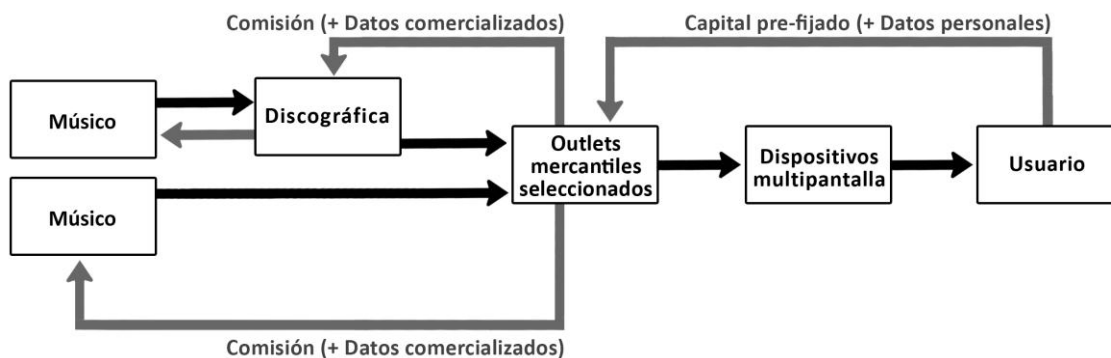 Comisión (+ Datos comercializados)
Capital pre-fijado (+ Datos personales)
Músico
Discográfica
Outlets
mercantiles
seleccionados
Dispositivos
multipantalla
Usuario
Músico
Comisión (+ Datos comercializados)